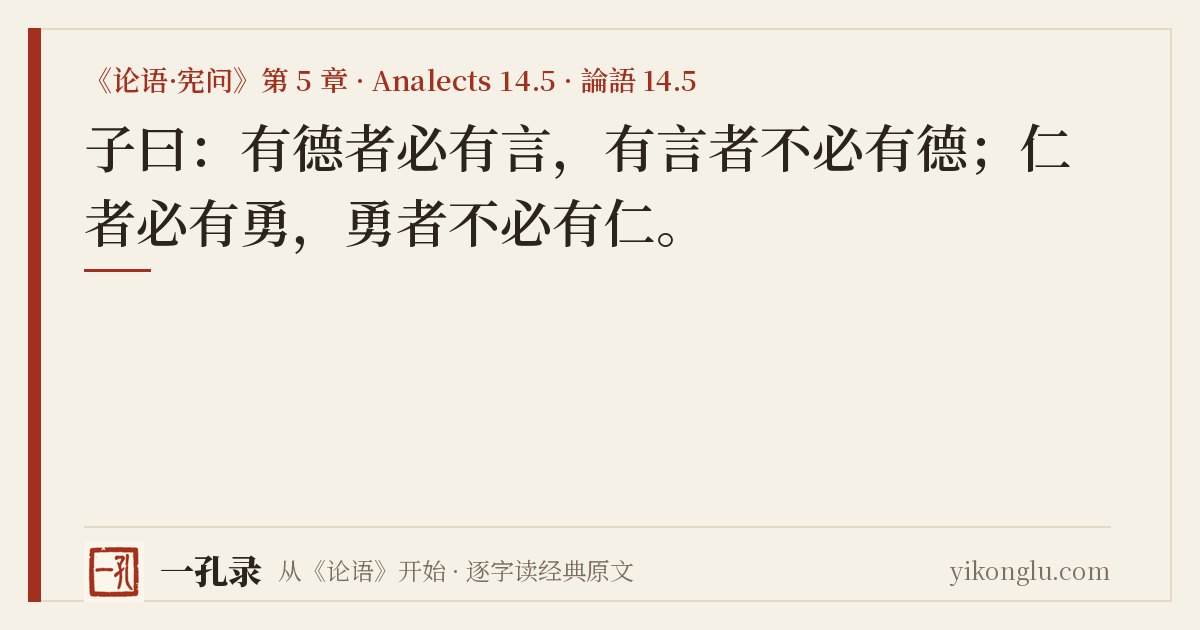 《论语·宪问》第 5 章 · Analects 14.5 · 論語 14.5
子曰：有德者必有言，有言者不必有德；仁
者必有勇，勇者不必有仁。
一孔
一孔录 从《论语》开始 · 逐字读经典原文 yikonglu.com